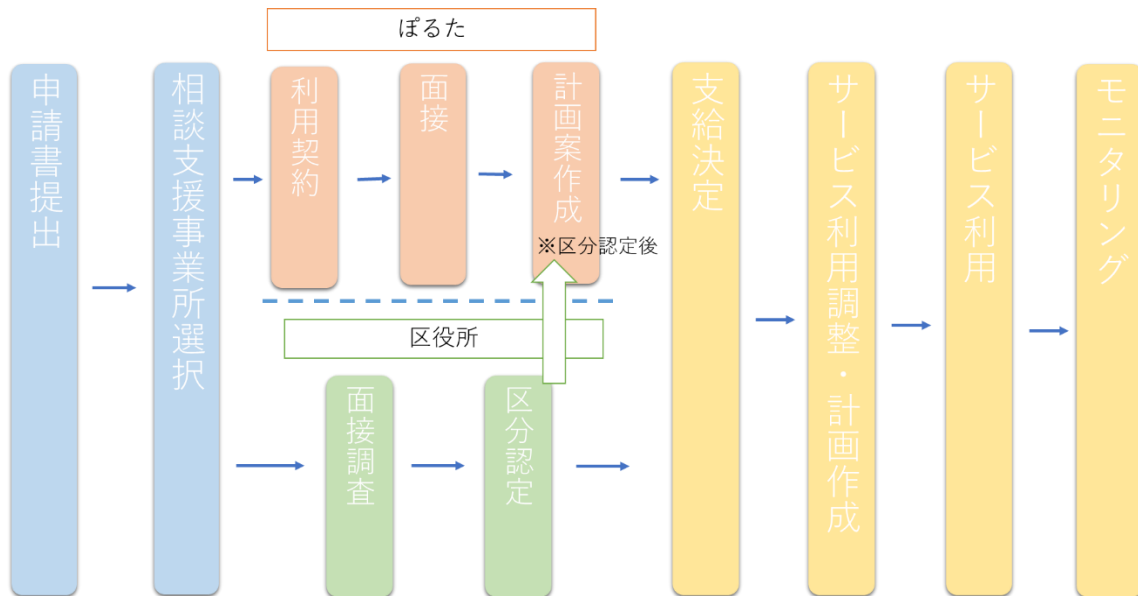 申請書提出
相談支援事業所選択
ぽるた
利用契約
面接
計画案作成
※区分認定後
区役所
面接調査
区分認定
支給決定
サービス利用調整・計画作成
サービス利用
モニタリング